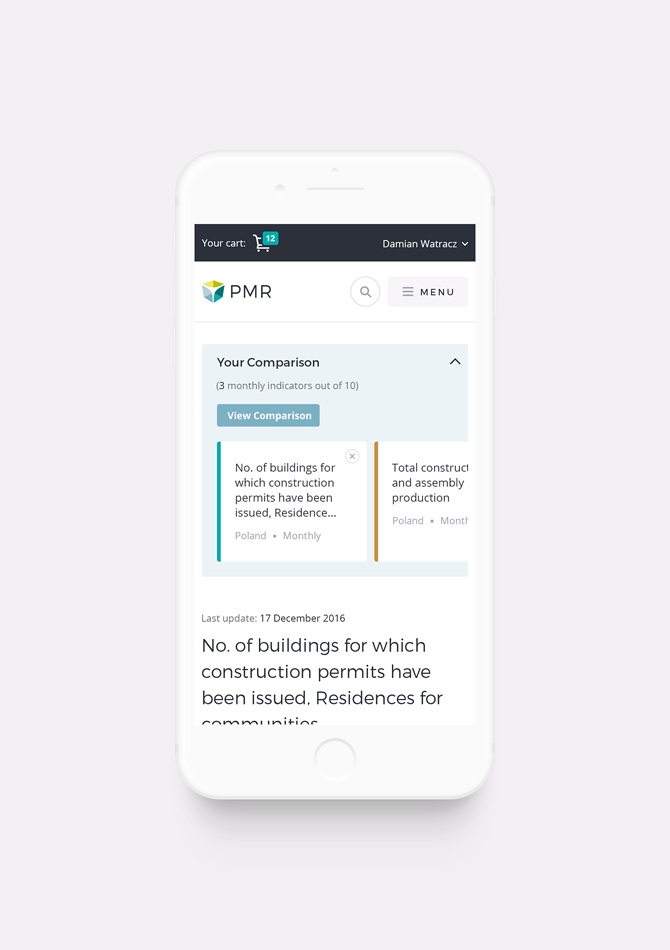 Your cart: 12 Damian Watracz
PMR MENU
Your Comparison
(3 monthly indicators out of 10)
View Comparison
No. of buildings for
which construction
permits have been
issued, Residence...
Poland • Monthly
Total construct
and assembly
production
Poland • Month
Last update: 17 December 2016
No. of buildings for which
construction permits have
been issued, Residences for
communities